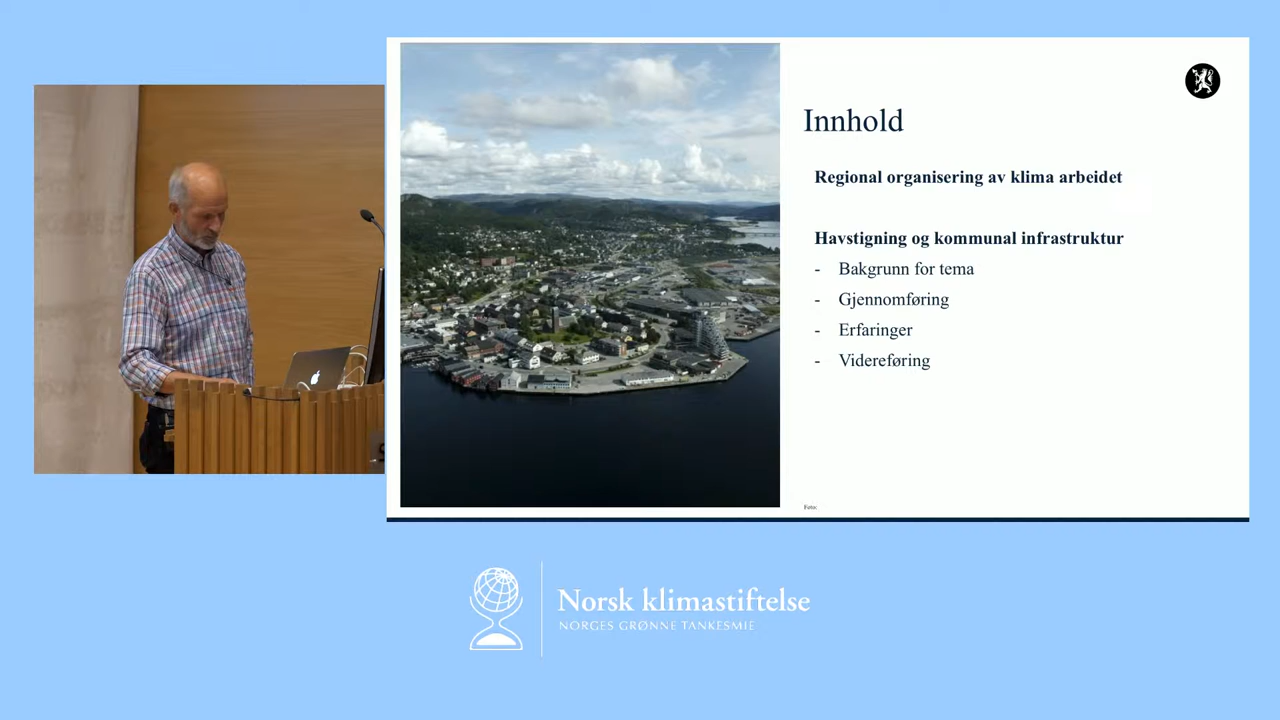 Innhold
Regional organisering av klima arbeidet
Havstigning og kommunal infrastruktur
- Bakgrunn for tema
- Gjennomføring
- Erfaringer
- Videreføring
Foto:
Norsk klimastiftelse
NORGES GRØNNE TANKESMIE